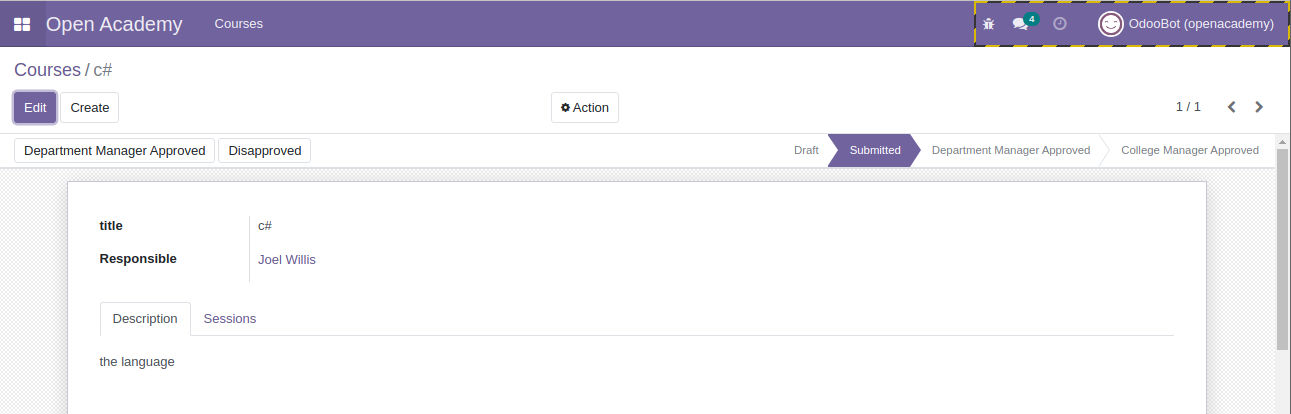 Open Academy Courses 4 OdooBot (openacademy)
Courses / c#
Edit Create Action 1 / 1
Department Manager Approved Disapproved Draft Submitted Department Manager Approved College Manager Approved
title c#
Responsible Joel Willis
Description Sessions
the language